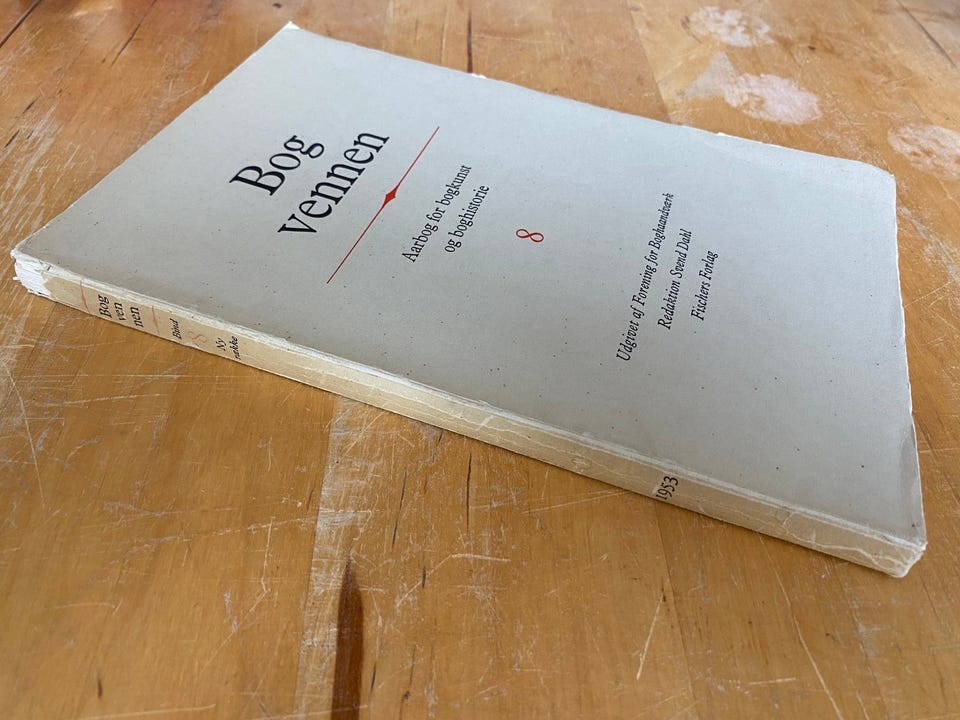 Bog
vennen
Aarbog for bogkunst
og boghistorie
8
Udgivet af Forening for Boghaandværk
Redaktion Svend Dahl
Fischers Forlag
Bog
ven
nen
Bind
8
Ny
række
1953